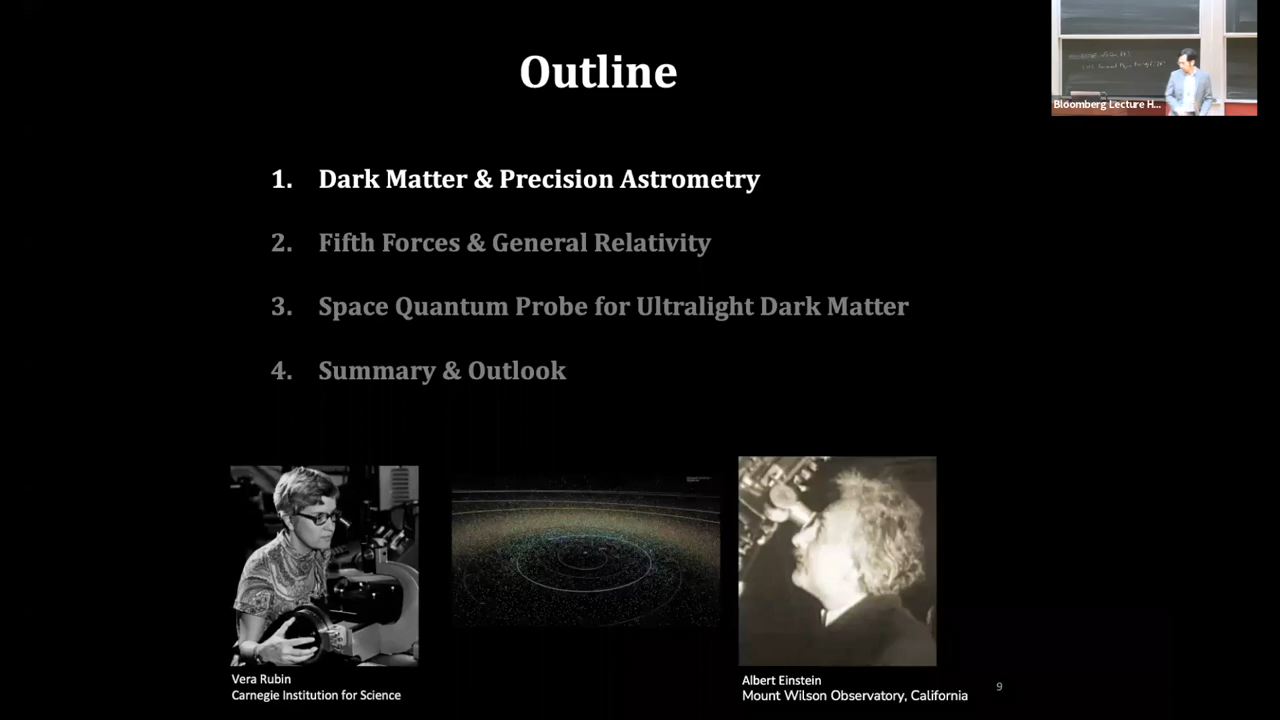 Outline
Bloomberg Lecture H...
1. Dark Matter & Precision Astrometry
2. Fifth Forces & General Relativity
3. Space Quantum Probe for Ultralight Dark Matter
4. Summary & Outlook
Vera Rubin
Carnegie Institution for Science
Albert Einstein
Mount Wilson Observatory, California
9